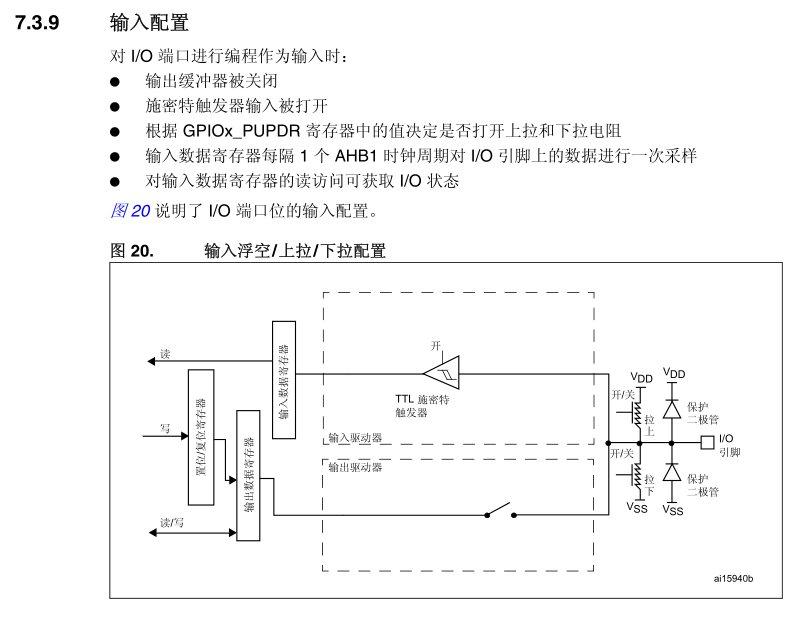 7.3.9 输入配置
对 I/O 端口进行编程作为输入时:
● 输出缓冲器被关闭
● 施密特触发器输入被打开
● 根据 GPIOx_PUPDR 寄存器中的值决定是否打开上拉和下拉电阻
● 输入数据寄存器每隔 1 个 AHB1 时钟周期对 I/O 引脚上的数据进行一次采样
● 对输入数据寄存器的读访问可获取 I/O 状态
图 20 说明了 I/O 端口位的输入配置。
图 20. 输入浮空/上拉/下拉配置
读
写
读/写
置位/复位寄存器
输入数据寄存器
输出数据寄存器
开
TTL 施密特
触发器
输入驱动器
输出驱动器
VDD
开/关
拉
上
开/关
拉
下
VSS
VDD
保护
二极管
I/O
引脚
保护
二极管
VSS
ai15940b